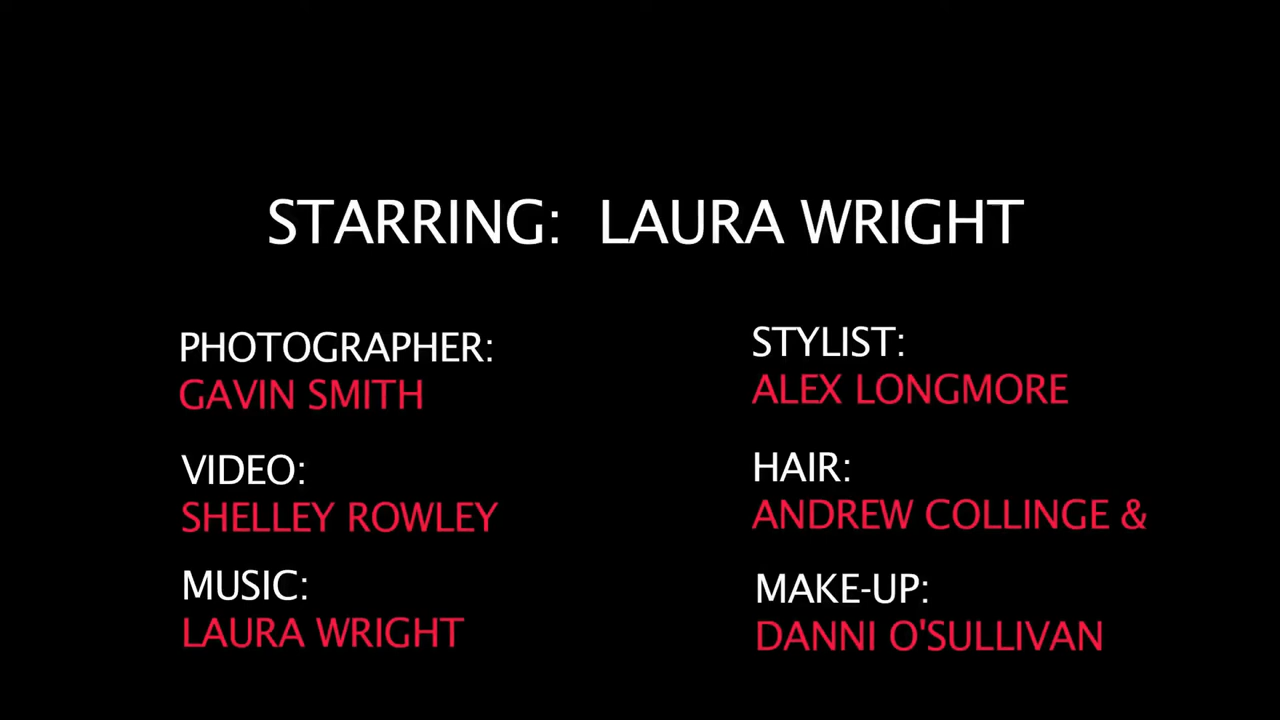 STARRING: LAURA WRIGHT
PHOTOGRAPHER:
GAVIN SMITH
VIDEO:
SHELLEY ROWLEY
MUSIC:
LAURA WRIGHT
STYLIST:
ALEX LONGMORE
HAIR:
ANDREW COLLINGE &
MAKE-UP:
DANNI O'SULLIVAN